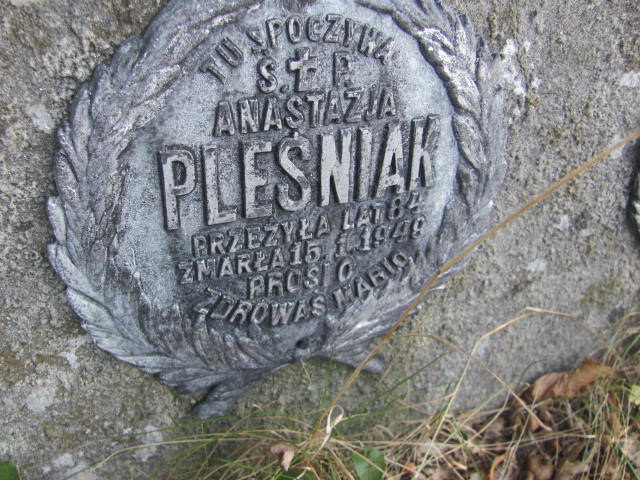 TU SPOCZYWA
Ś. † P.
ANASTAZJA
PLEŚNIAK
PRZEŻYŁA LAT 84
ZMARŁA 15.1.1949
PROSI O
ZDROWAŚ MARIO